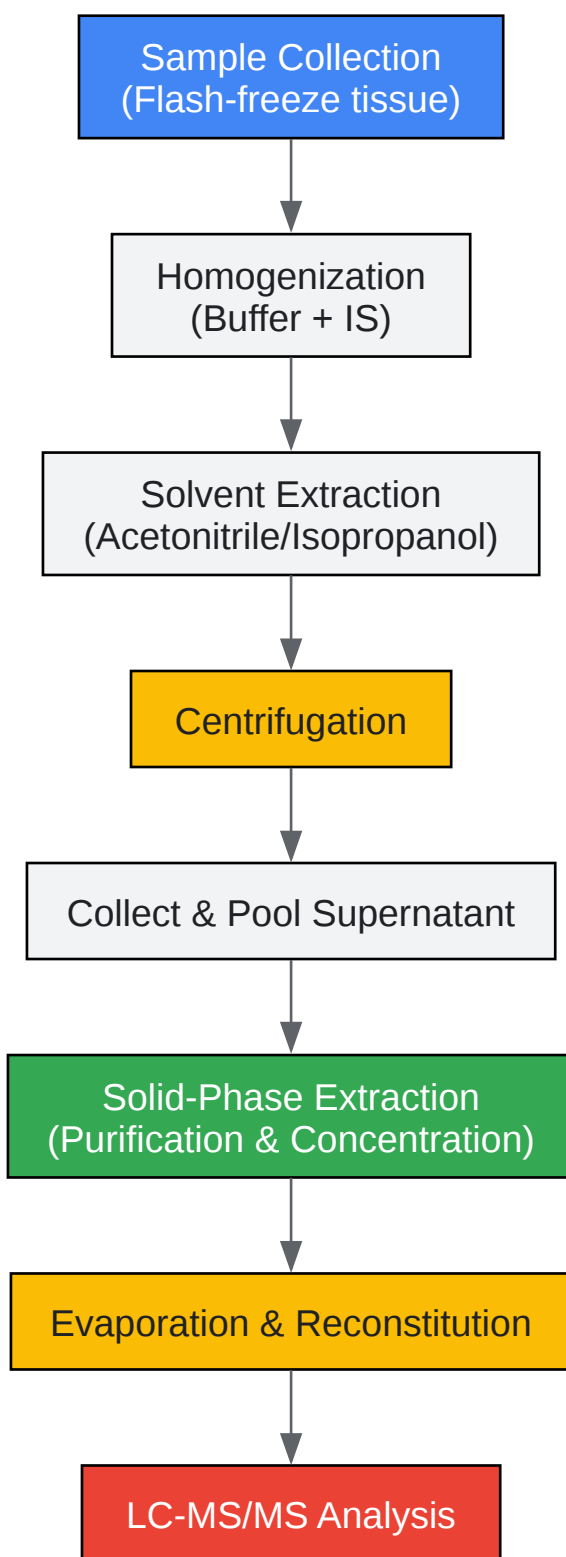 Sample Collection
(Flash-freeze tissue)
Homogenization
(Buffer + IS)
Solvent Extraction
(Acetonitrile/Isopropanol)
Centrifugation
Collect & Pool Supernatant
Solid-Phase Extraction
(Purification & Concentration)
Evaporation & Reconstitution
LC-MS/MS Analysis